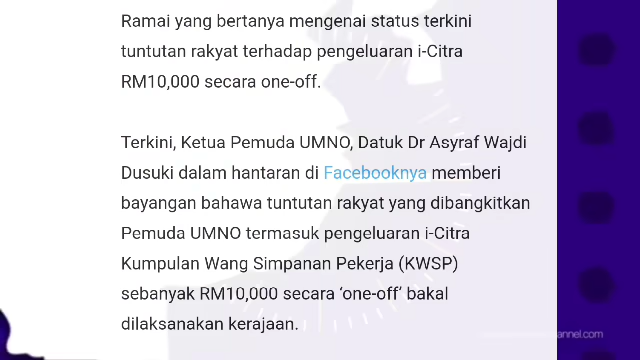 Ramai yang bertanya mengenai status terkini
tuntutan rakyat terhadap pengeluaran i-Citra
RM10,000 secara one-off.
Terkini, Ketua Pemuda UMNO, Datuk Dr Asyraf Wajdi
Dusuki dalam hantaran di Facebooknya memberi
bayangan bahawa tuntutan rakyat yang dibangkitkan
Pemuda UMNO termasuk pengeluaran i-Citra
Kumpulan Wang Simpanan Pekerja (KWSP)
sebanyak RM10,000 secara ‘one-off’ bakal
dilaksanakan kerajaan.